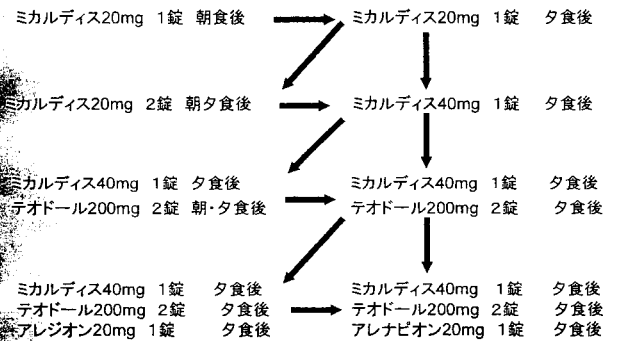 ミカルディス20mg 1錠 朝食後 ミカルディス20mg 1錠 夕食後
ミカルディス20mg 2錠 朝夕食後 ミカルディス40mg 1錠 夕食後
ミカルディス40mg 1錠 夕食後 ミカルディス40mg 1錠 夕食後
テオドール200mg 2錠 朝・夕食後 テオドール200mg 2錠 夕食後
ミカルディス40mg 1錠 夕食後 ミカルディス40mg 1錠 夕食後
テオドール200mg 2錠 夕食後 テオドール200mg 2錠 夕食後
アレジオン20mg 1錠 夕食後 アレナピオン20mg 1錠 夕食後